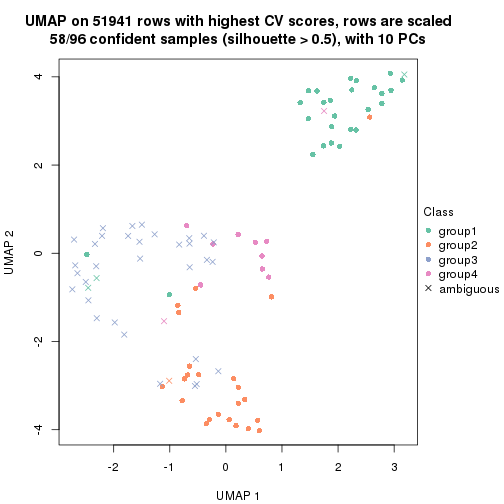 UMAP on 51941 rows with highest CV scores, rows are scaled
58/96 confident samples (silhouette > 0.5), with 10 PCs
4
2
0
-2
-4
UMAP 2
-2
-1
0
1
2
3
UMAP 1
Class
group1
group2
group3
group4
ambiguous